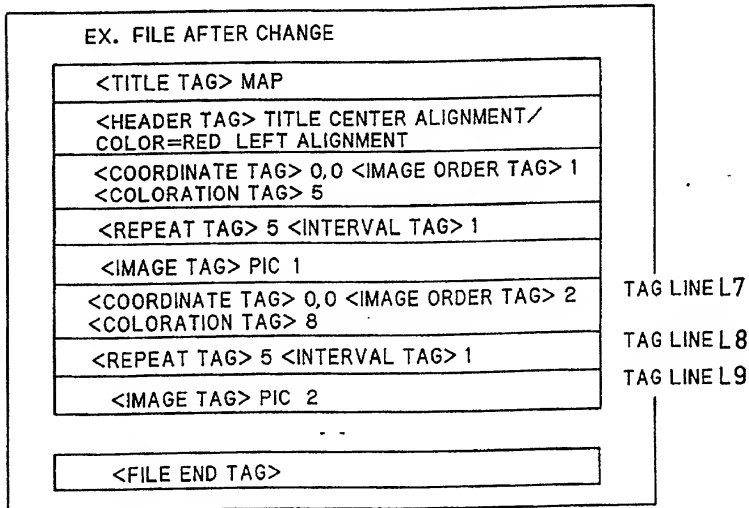 EX. FILE AFTER CHANGE
<TITLE TAG> MAP
<HEADER TAG> TITLE CENTER ALIGNMENT/
COLOR=RED LEFT ALIGNMENT
<COORDINATE TAG> 0,0 <IMAGE ORDER TAG> 1
<COLORATION TAG> 5
<REPEAT TAG> 5 <INTERVAL TAG> 1
<IMAGE TAG> PIC 1
<COORDINATE TAG> 0,0 <IMAGE ORDER TAG> 2
<COLORATION TAG> 8
TAG LINE L7
<REPEAT TAG> 5 <INTERVAL TAG> 1
TAG LINE L8
<IMAGE TAG> PIC 2
TAG LINE L9
<FILE END TAG>